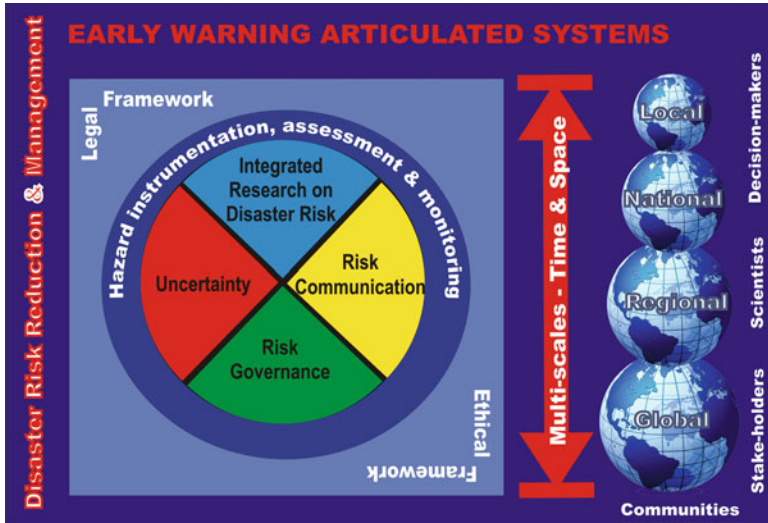 EARLY WARNING ARTICULATED SYSTEMS
Disaster Risk Reduction & Management
Legal
Framework
Hazard instrumentation, assessment & monitoring
Integrated
Research on
Disaster Risk
Uncertainty
Risk
Communication
Risk
Governance
Ethical
Framework
Multi-scales - Time & Space
Local
National
Regional
Global
Decision-makers
Scientists
Stake-holders
Communities